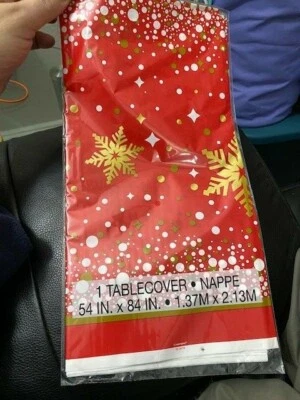 1 TABLECOVER • NAPPE
54 IN. x 84 IN. • 1.37M x 2.13M